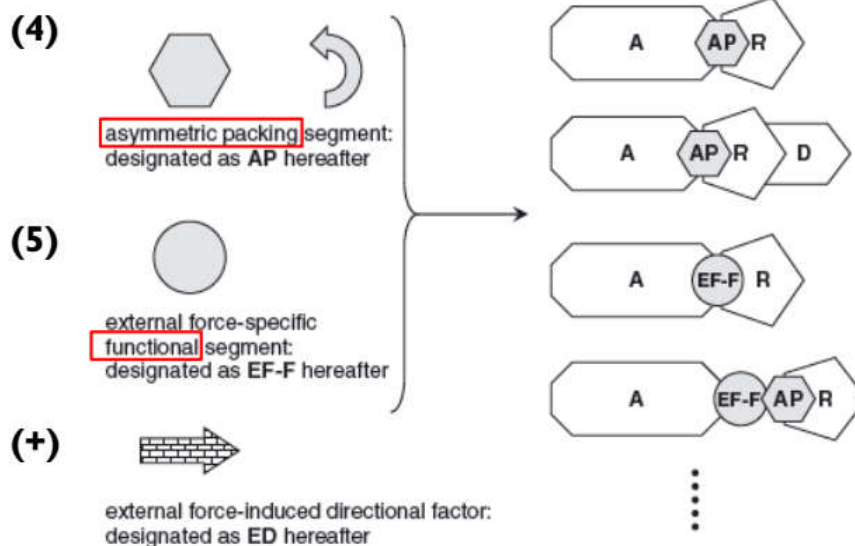 (4)
asymmetric packing segment:
designated as AP hereafter
(5)
external force-specific
functional segment:
designated as EF-F hereafter
(+)
external force-induced directional factor:
designated as ED hereafter
A AP R
A AP R D
A EF-F R
A EF-F AP R